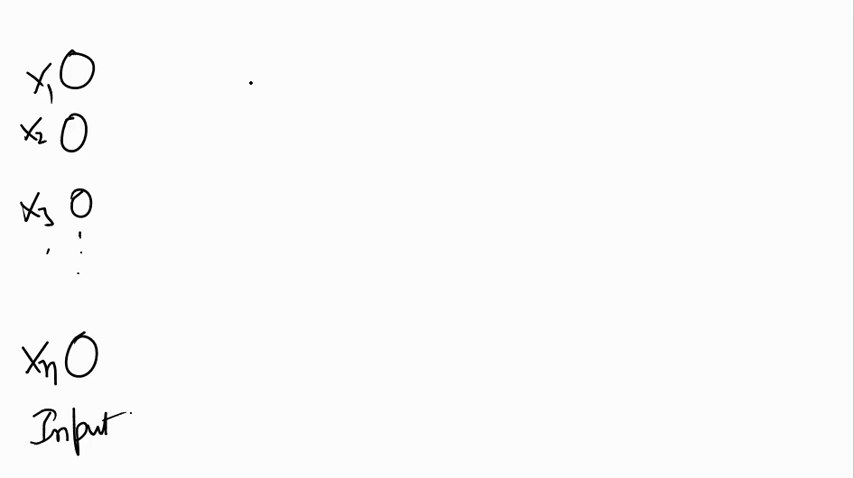 x₁
x₂
x₃
xₙ
Input